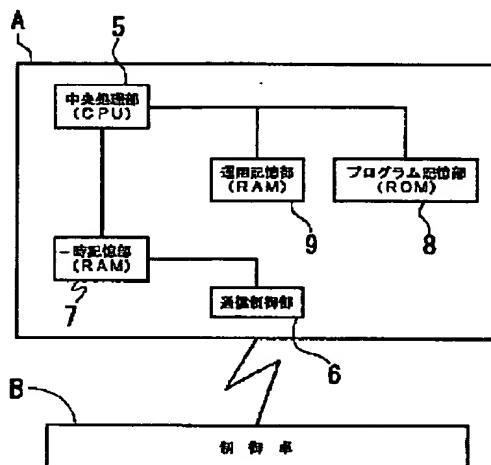 A
5
中央処理部
(CPU)
運用記憶部
(RAM)
プログラム記憶部
(ROM)
9
8
一時記憶部
(RAM)
7
通信制御部
6
B
制御卓